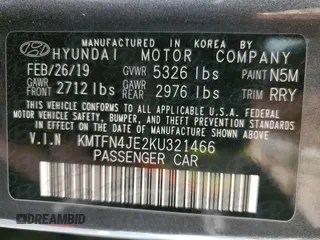 MANUFACTURED IN KOREA BY
HYUNDAI MOTOR COMPANY
FEB/26/19 GVWR 5326 lbs PAINT N5M
GAWR FRONT 2712 lbs GAWR REAR 2976 lbs TRIM RRY
THIS VEHICLE CONFORMS TO ALL APPLICABLE U.S. FEDERAL
MOTOR VEHICLE SAFETY, BUMPER, AND THEFT PREVENTION
STANDARDS IN EFFECT ON THE DATE OF MANUFACTURE SHOWN ABOVE.
V.I.N KMTFN4JE2KU321466
PASSENGER CAR
DREAMBID